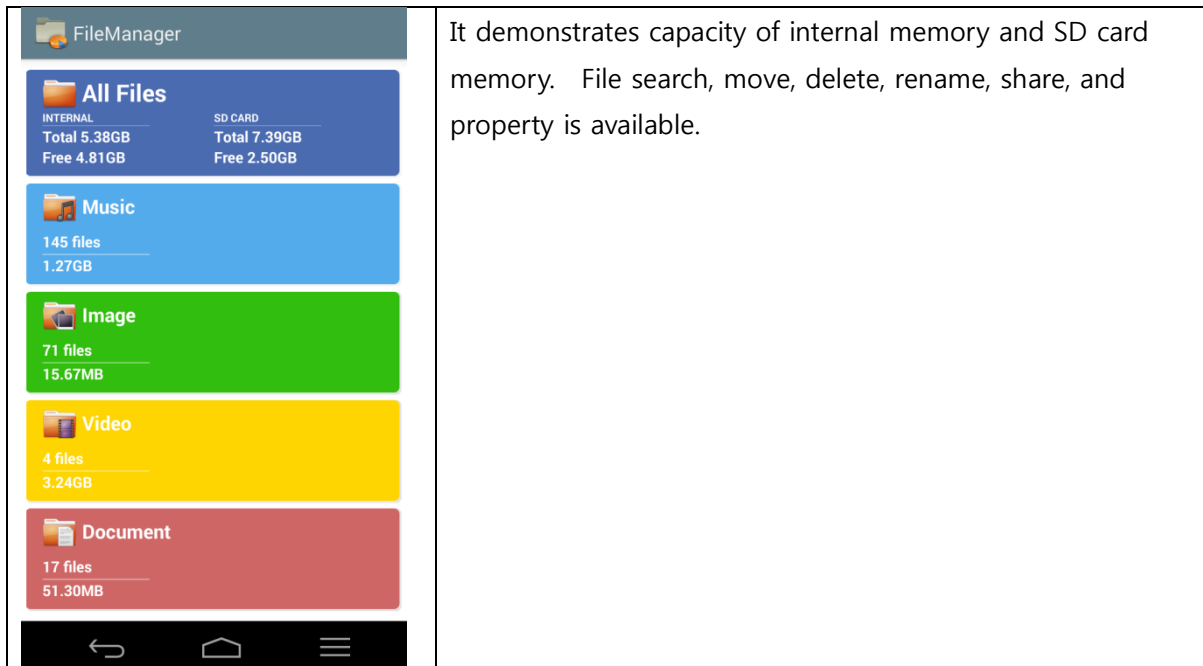 FileManager
All Files
INTERNAL SD CARD
Total 5.38GB Total 7.39GB
Free 4.81GB Free 2.50GB
Music
145 files
1.27GB
Image
71 files
15.67MB
Video
4 files
3.24GB
Document
17 files
51.30MB
It demonstrates capacity of internal memory and SD card
memory. File search, move, delete, rename, share, and
property is available.